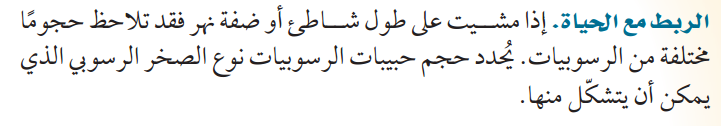 الربط مع الحياة. إذا مشيت على طول شاطئ أو ضفة نهر فقد تلاحظ حجومًا
مختلفة من الرسوبيات. يُحدد حجم حبيبات الرسوبيات نوع الصخر الرسوبي الذي
يمكن أن يتشكّل منها.